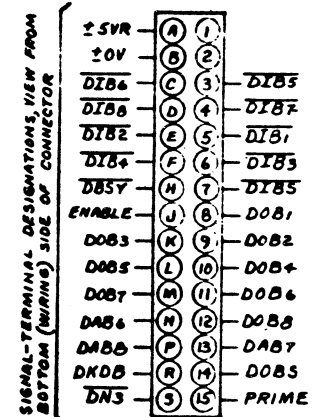 SIGNAL-TERMINAL DESIGNATIONS, VIEW FROM
BOTTOM (WIRING) SIDE OF CONNECTOR
±5VR A 1
±0V B 2
DIB6 C 3 DIB5
DIB8 D 4 DIB7
DIB2 E 5 DIB1
DIB4 F 6 DIB3
DBSY H 7 DIBS
ENABLE J 8 DOB1
DOB3 K 9 DOB2
DOB5 L 10 DOB4
DOB7 M 11 DOB6
DAB6 N 12 DOB8
DAB8 P 13 DAB7
DKDB R 14 DOBS
DN3 S 15 PRIME